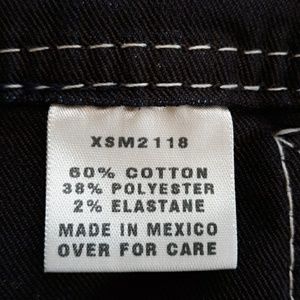 XSM2118
60% COTTON
38% POLYESTER
2% ELASTANE
MADE IN MEXICO
OVER FOR CARE